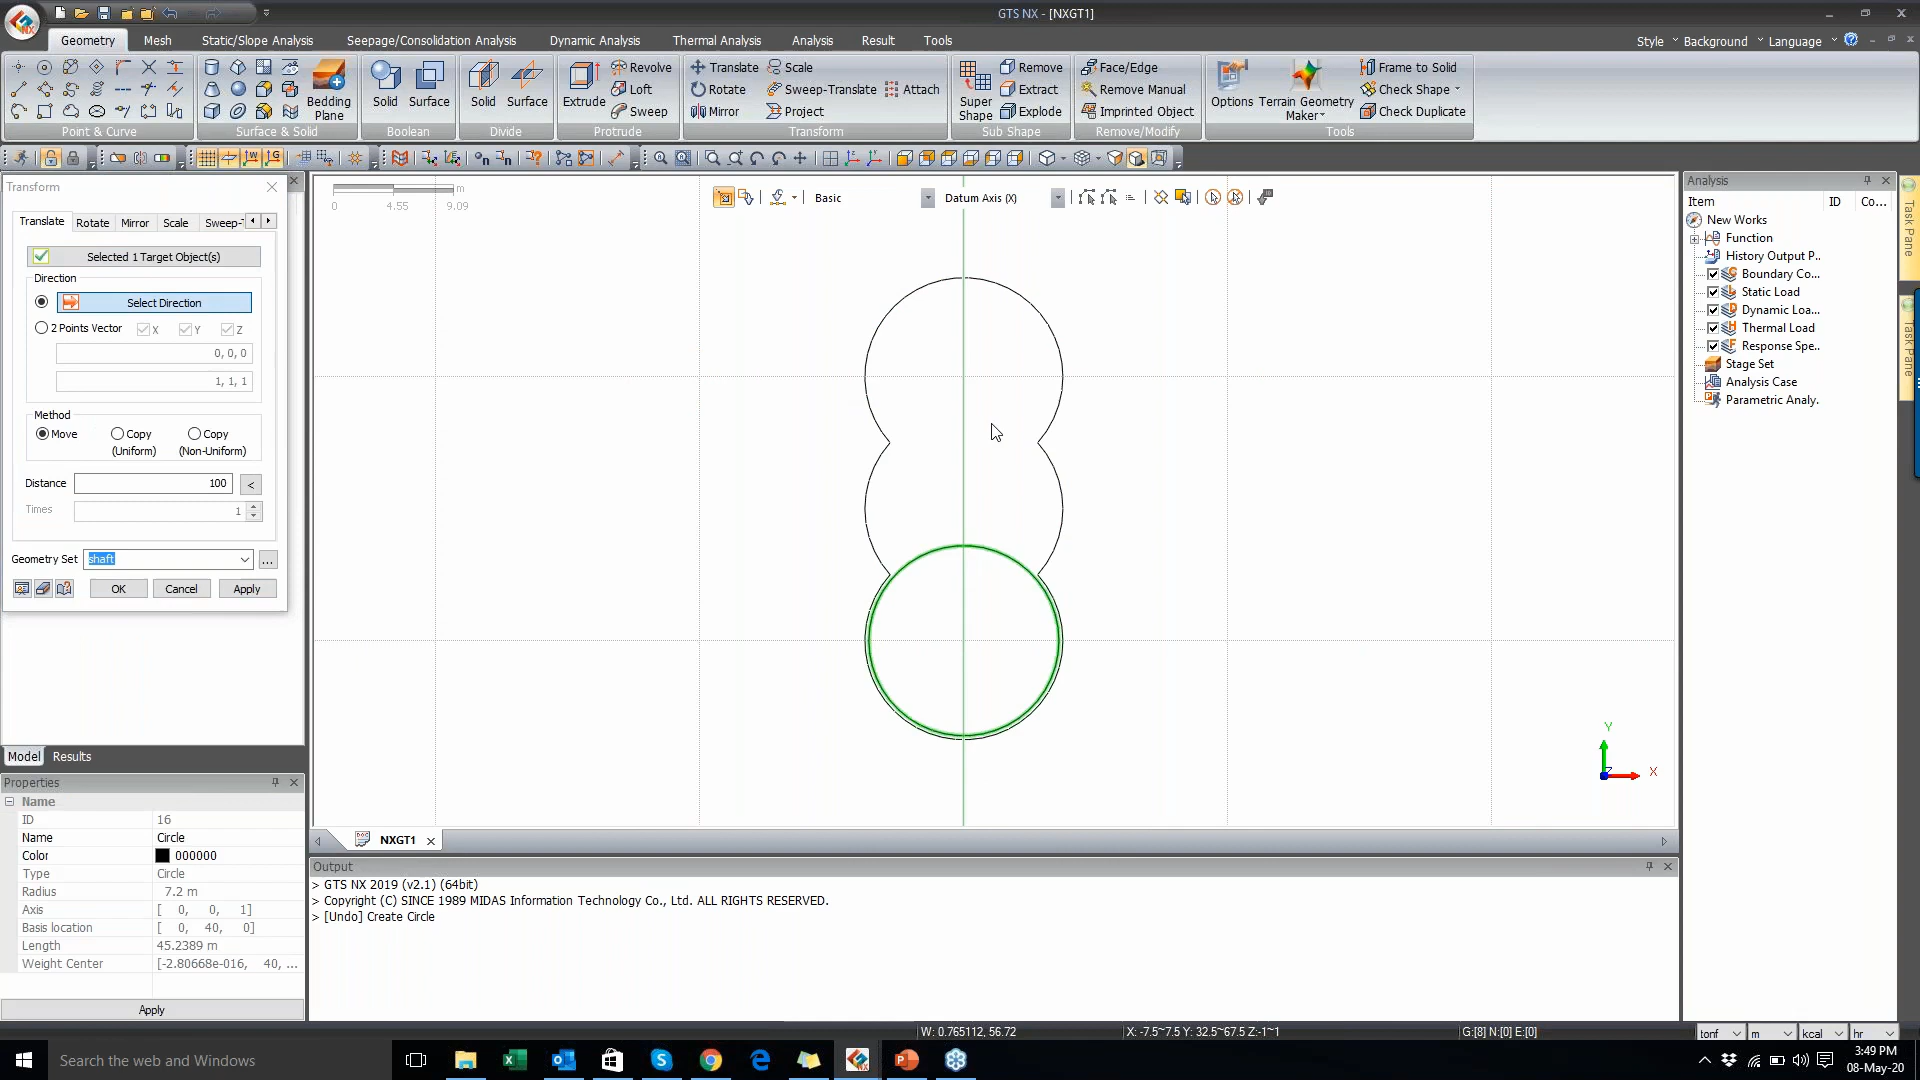 GTS NX - [NXGT1]
Geometry Mesh Static/Slope Analysis Seepage/Consolidation Analysis Dynamic Analysis Thermal Analysis Analysis Result Tools
Style Background Language
Bedding Plane
Solid Surface
Solid Surface
Extrude Revolve Loft Sweep
Translate Scale
Rotate Sweep-Translate Attach
Mirror Project
Super Shape
Remove
Extract
Explode
Face/Edge
Remove Manual
Imprinted Object
Options
Terrain Geometry Maker
Frame to Solid
Check Shape
Check Duplicate
Point & Curve Surface & Solid Boolean Divide Protrude Transform Sub Shape Remove/Modify Tools
Transform
Translate Rotate Mirror Scale Sweep-T
Selected 1 Target Object(s)
Direction
Select Direction
2 Points Vector X Y Z
0, 0, 0
1, 1, 1
Method
Move Copy (Uniform) Copy (Non-Uniform)
Distance 100 <
Times 1
Geometry Set shaft ...
OK Cancel Apply
Model Results
Properties
Name
ID 16
Name Circle
Color 000000
Type Circle
Radius 7.2 m
Axis [ 0, 0, 1]
Basis location [ 0, 40, 0]
Length 45.2389 m
Weight Center [-2.80668e-016, 40, ...
Apply
m
0 4.55 9.09
Basic Datum Axis (X)
Y
Z
X
NXGT1
Output
> GTS NX 2019 (v2.1) (64bit)
> Copyright (C) SINCE 1989 MIDAS Information Technology Co., Ltd. ALL RIGHTS RESERVED.
> [Undo] Create Circle
Analysis
Item ID Co...
New Works
Function
History Output P..
Boundary Co...
Static Load
Dynamic Loa...
Thermal Load
Response Spe..
Stage Set
Analysis Case
Parametric Analy.
Task Pane
Task Pane
W: 0.765112, 56.72 X: -7.5~7.5 Y: 32.5~67.5 Z:-1~1 G:[8] N:[0] E:[0] tonf m kcal hr
Search the web and Windows
3:49 PM
08-May-20